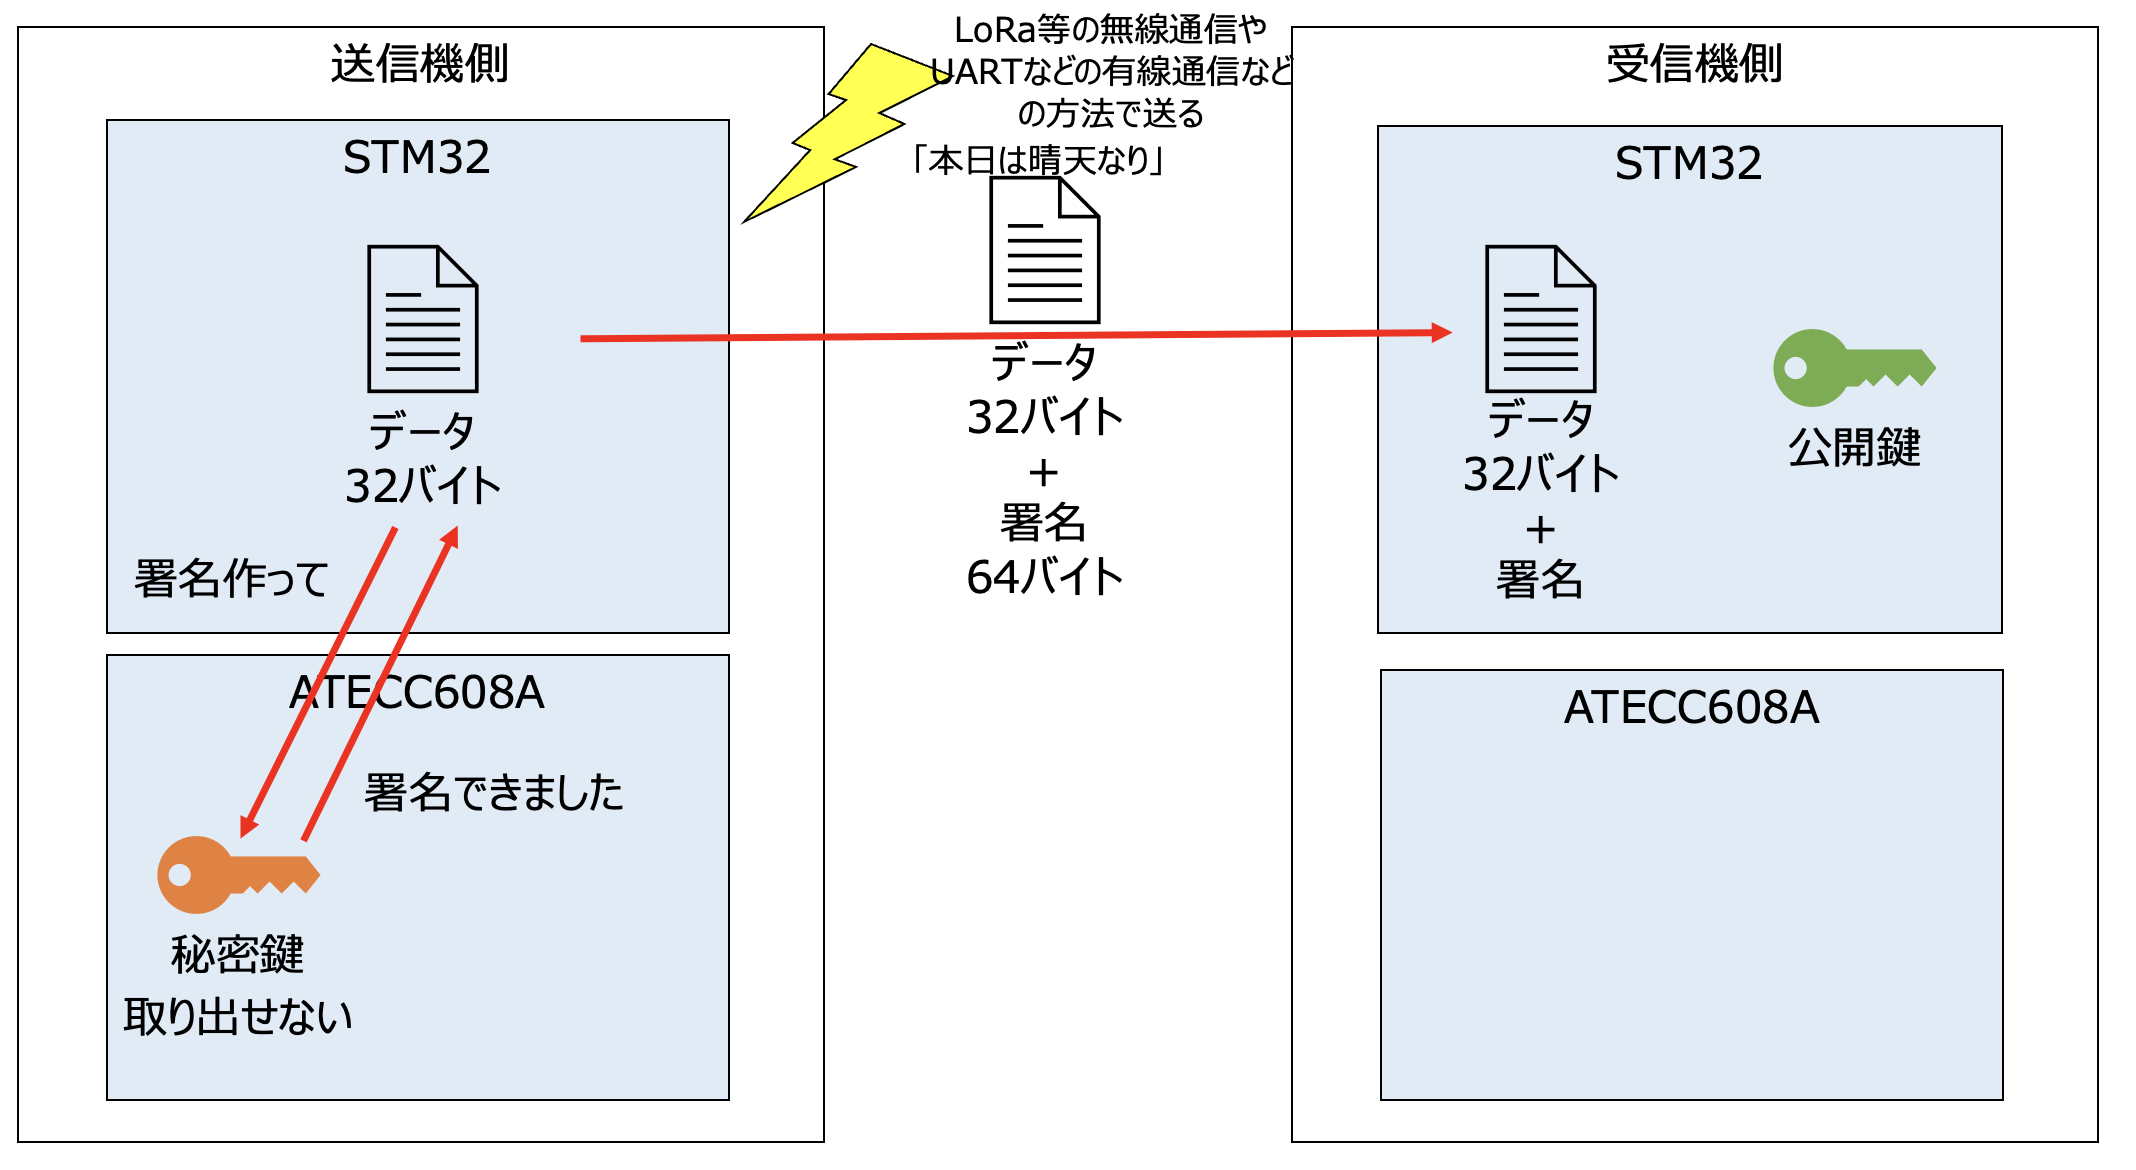 送信機側
STM32
データ
32バイト
署名作って
ATECC608A
署名できました
秘密鍵
取り出せない
LoRa等の無線通信や
UARTなどの有線通信など
の方法で送る
「本日は晴天なり」
データ
32バイト
+
署名
64バイト
受信機側
STM32
データ
32バイト
+
署名
公開鍵
ATECC608A